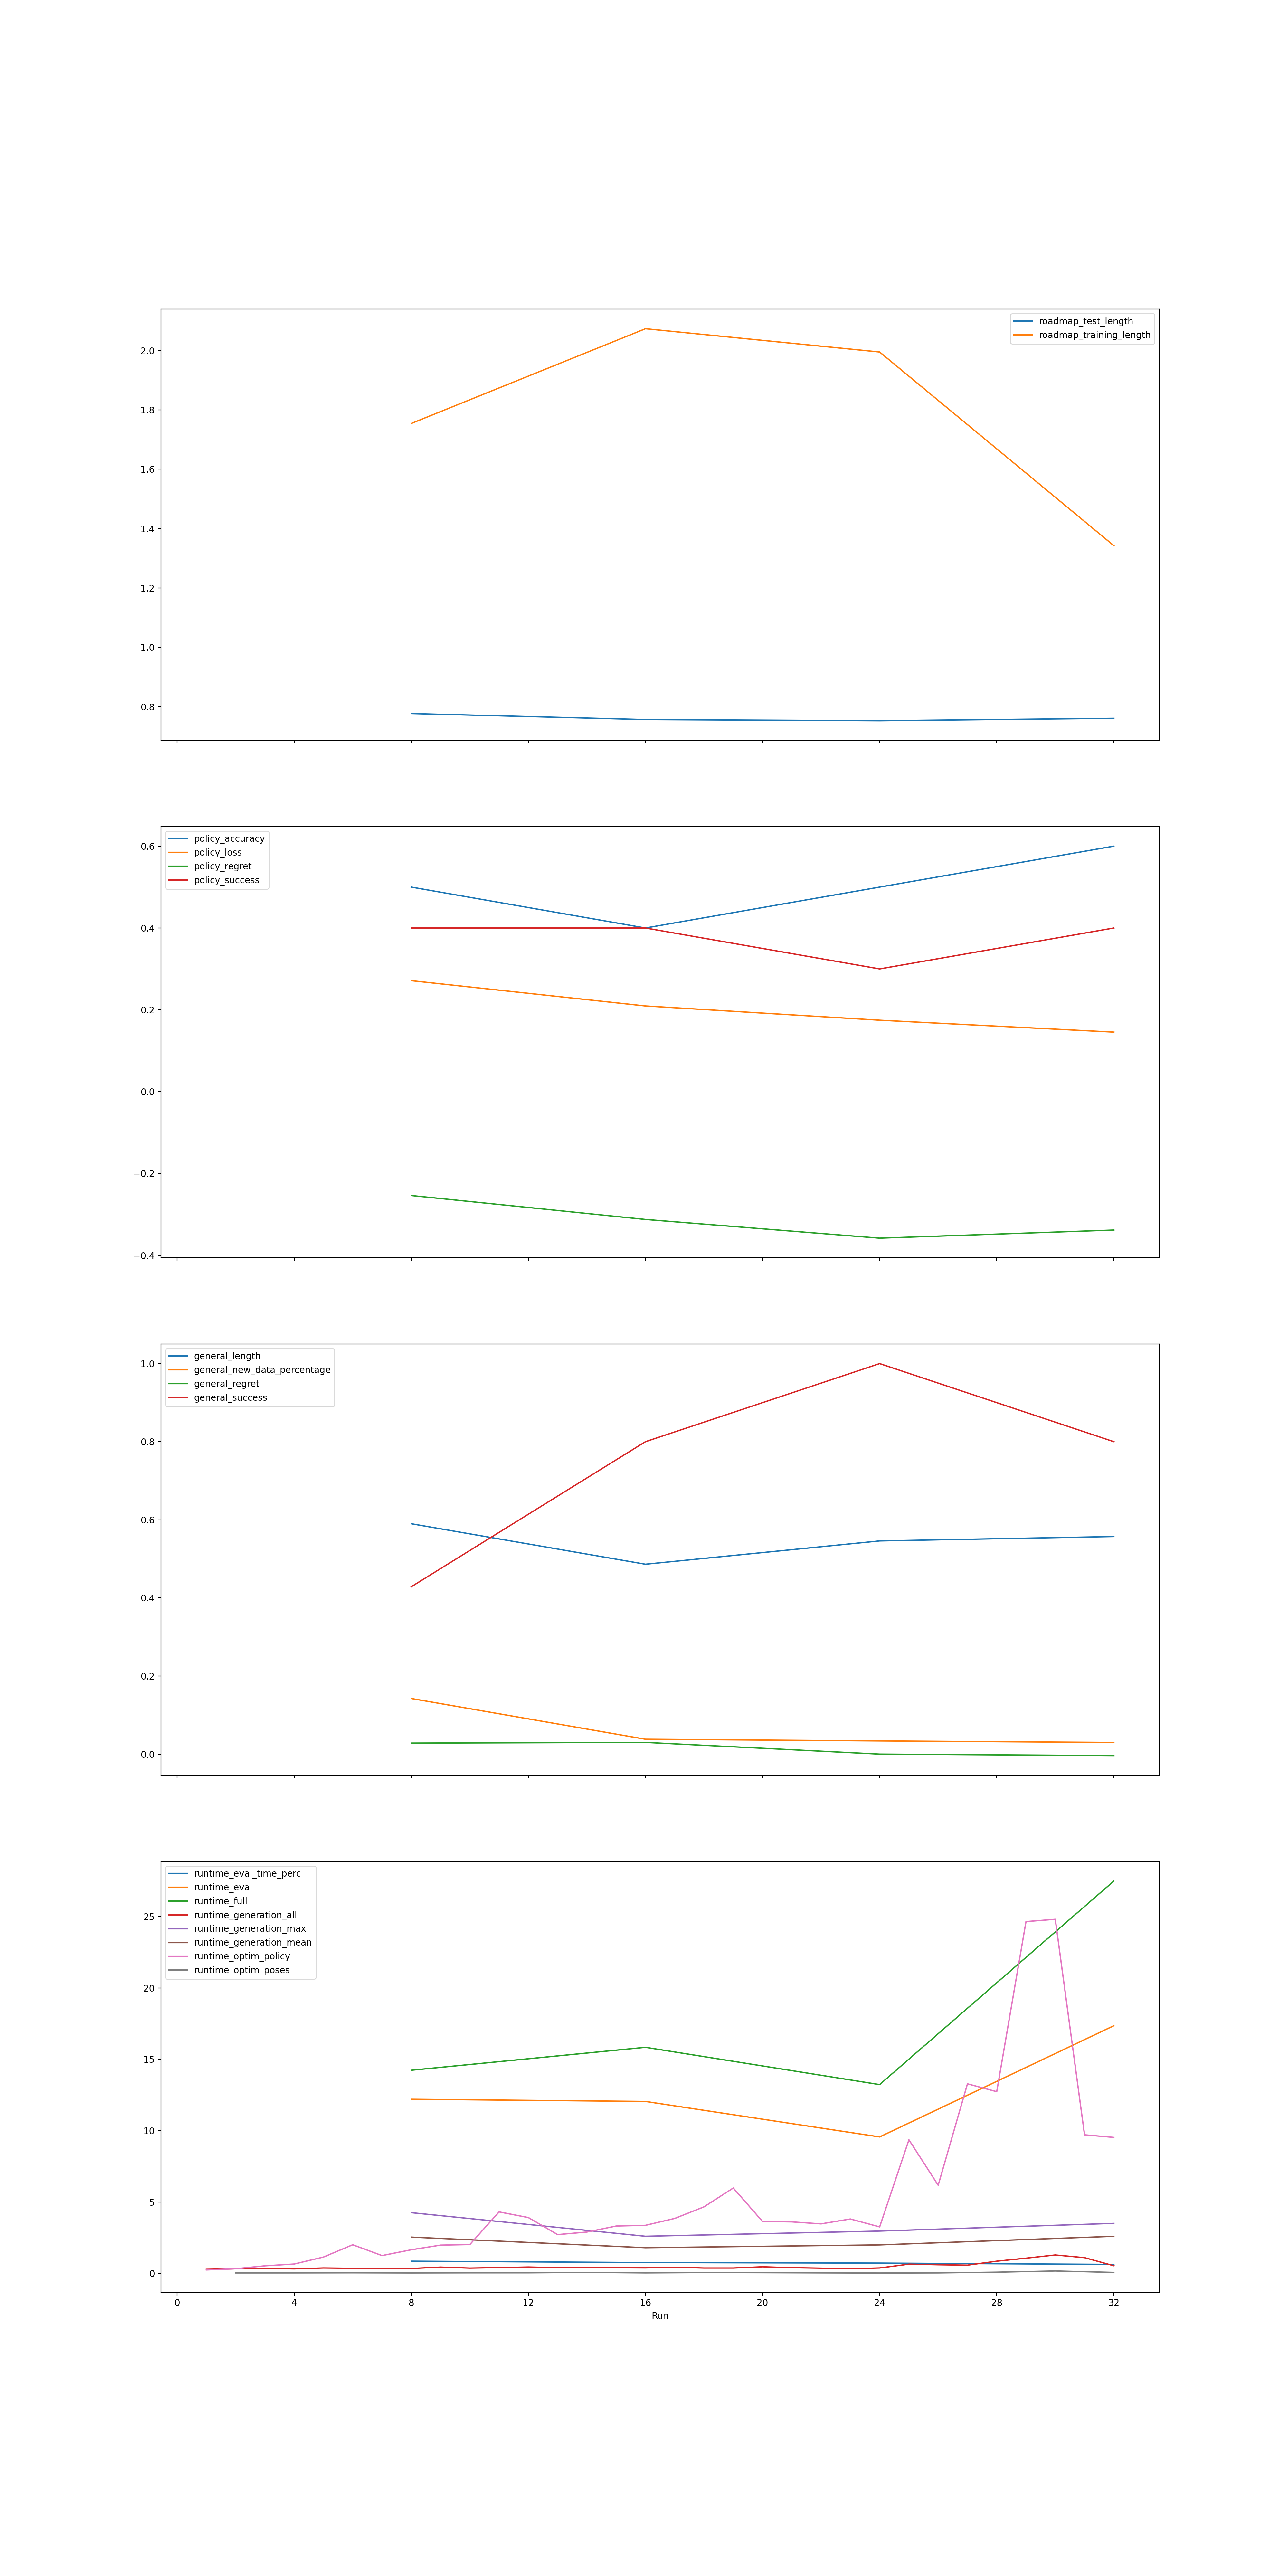 roadmap_test_length
roadmap_training_length
2.0
1.8
1.6
1.4
1.2
1.0
0.8
policy_accuracy
policy_loss
policy_regret
policy_success
0.6
0.4
0.2
0.0
−0.2
−0.4
general_length
general_new_data_percentage
general_regret
general_success
1.0
0.8
0.6
0.4
0.2
0.0
runtime_eval_time_perc
runtime_eval
runtime_full
runtime_generation_all
runtime_generation_max
runtime_generation_mean
runtime_optim_policy
runtime_optim_poses
25
20
15
10
5
0
0 4 8 12 16 20 24 28 32
Run